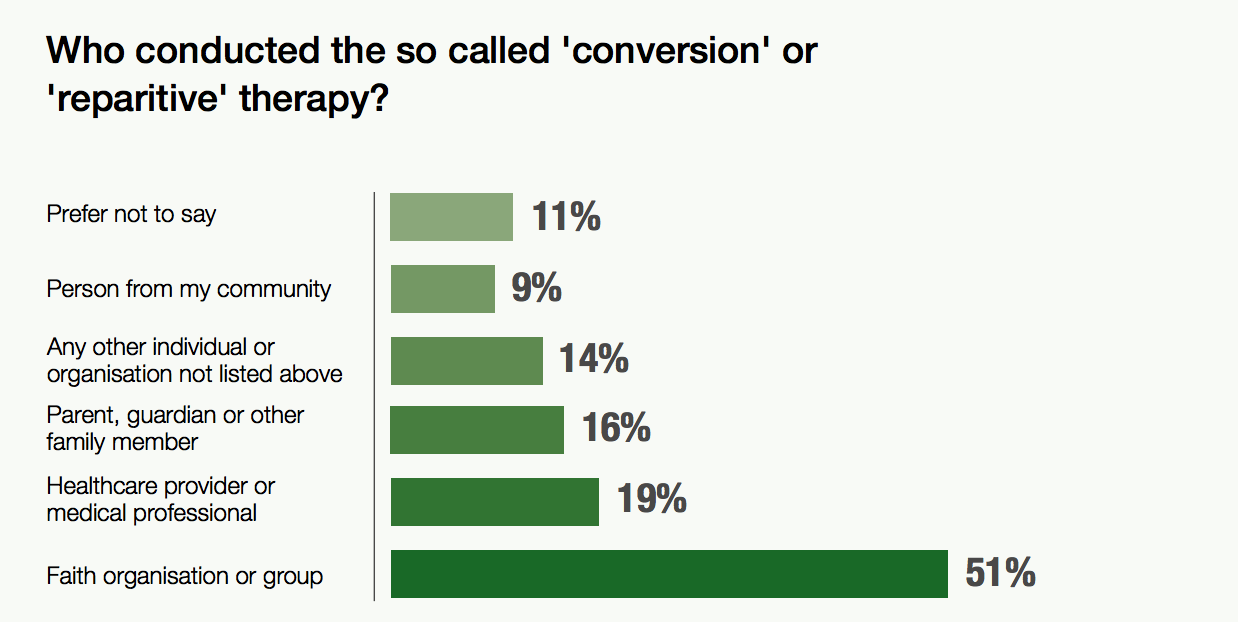 Who conducted the so called 'conversion' or
'reparitive' therapy?
Prefer not to say
11%
Person from my community
9%
Any other individual or
organisation not listed above
14%
Parent, guardian or other
family member
16%
Healthcare provider or
medical professional
19%
Faith organisation or group
51%